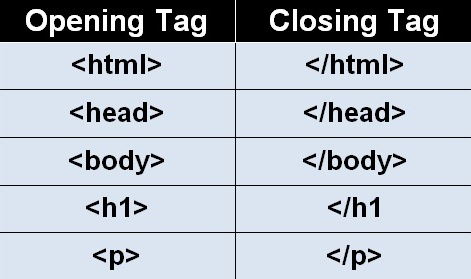 Opening Tag Closing Tag
<html> </html>
<head> </head>
<body> </body>
<h1> </h1
<p> </p>